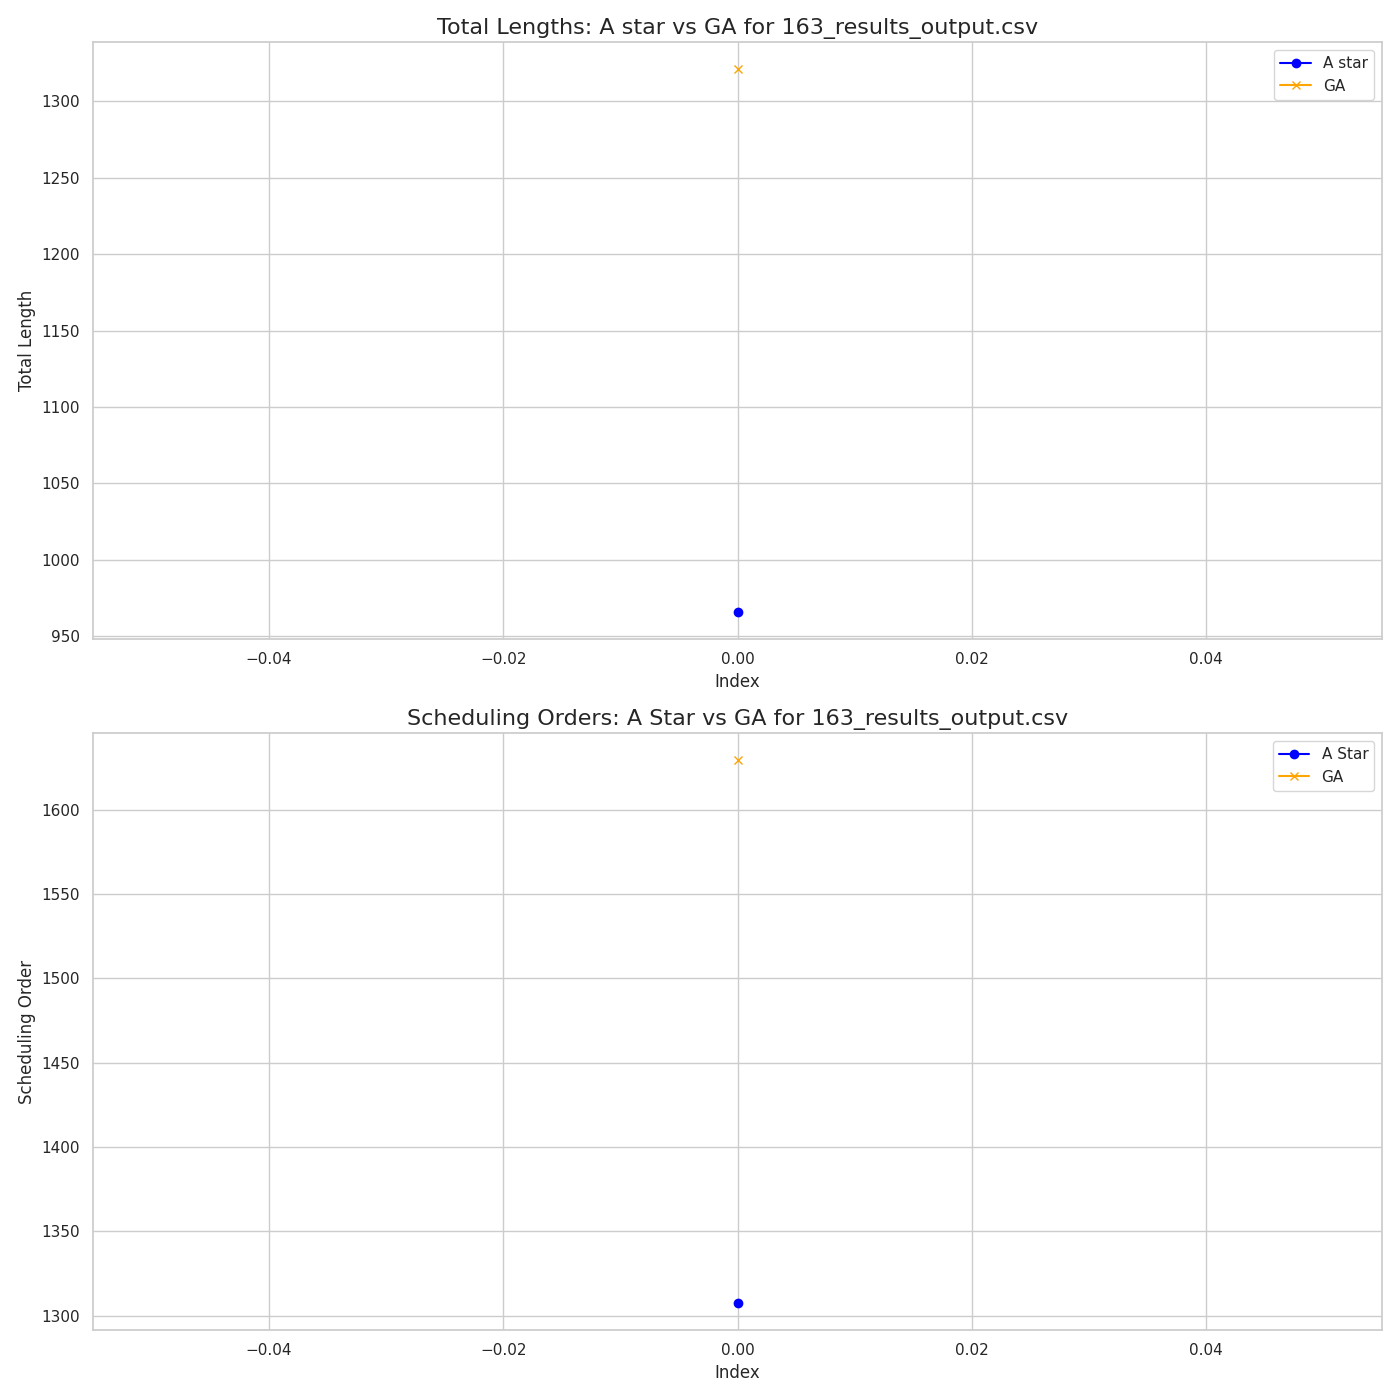 Total Lengths: A star vs GA for 163_results_output.csv
A star
GA
1300
1250
1200
1150
1100
1050
1000
950
Total Length
−0.04
−0.02
0.00
0.02
0.04
Index
Scheduling Orders: A Star vs GA for 163_results_output.csv
A Star
GA
1600
1550
1500
1450
1400
1350
1300
Scheduling Order
−0.04
−0.02
0.00
0.02
0.04
Index